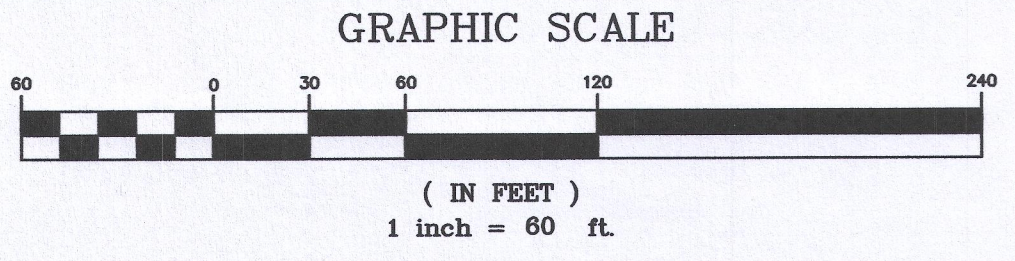 GRAPHIC SCALE
60 0 30 60 120 240
( IN FEET )
1 inch = 60 ft.